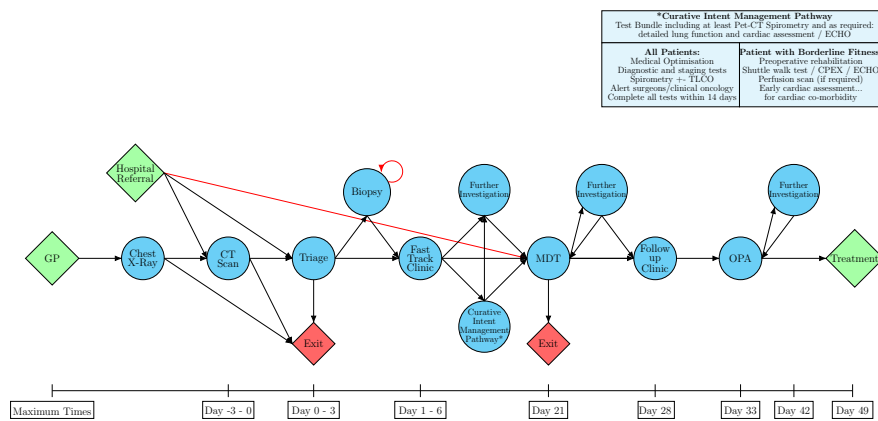 *Curative Intent Management Pathway
Test Bundle including at least Pet-CT Spirometry and as required:
detailed lung function and cardiac assessment / ECHO
All Patients:
Medical Optimisation
Diagnostic and staging tests
Spirometry +- TLCO
Alert surgeons/clinical oncology
Complete all tests within 14 days
Patient with Borderline Fitness
Preoperative rehabilitation
Shuttle walk test / CPEX / ECHO
Perfusion scan (if required)
Early cardiac assessment...
for cardiac co-morbidity
Hospital
Referral
Biopsy
Further
Investigation
Further
Investigation
Further
Investigation
GP
Chest
X-Ray
CT
Scan
Triage
Fast
Track
Clinic
MDT
Follow
up
Clinic
OPA
Treatment
Exit
Curative
Intent
Management
Pathway*
Exit
Maximum Times
Day -3 - 0
Day 0 - 3
Day 1 - 6
Day 21
Day 28
Day 33
Day 42
Day 49